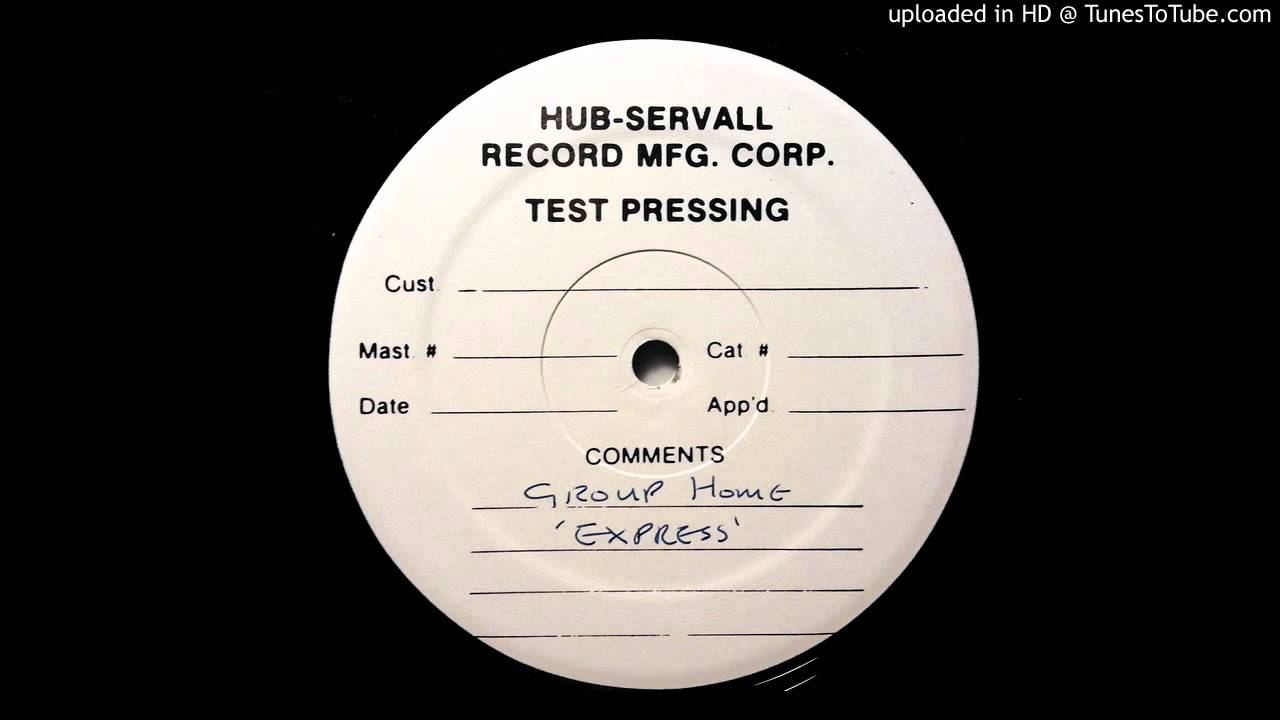 uploaded in HD @ TunesToTube.com
HUB-SERVALL
RECORD MFG. CORP.
TEST PRESSING
Cust.
Mast. # Cat. #
Date App'd.
COMMENTS
GROUP HOME
'EXPRESS'